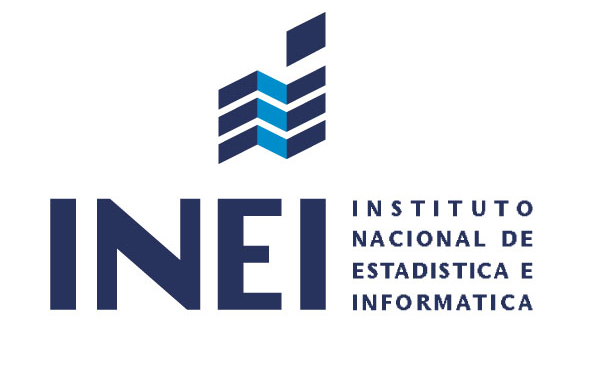 INEI
INSTITUTO
NACIONAL DE
ESTADISTICA E
INFORMATICA